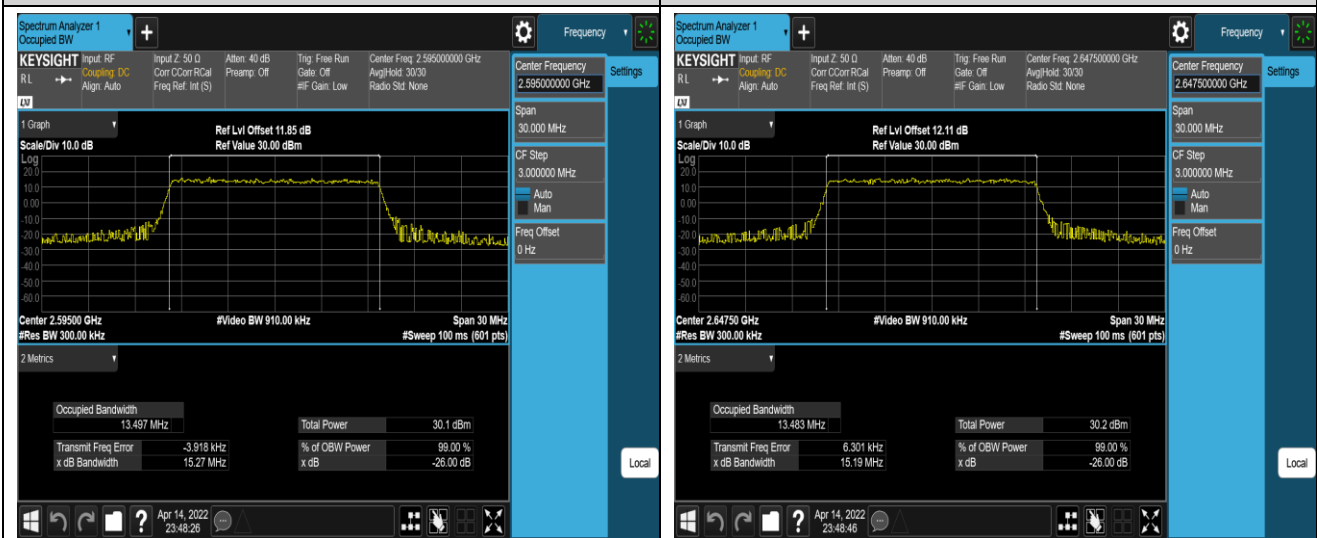 Spectrum Analyzer 1
Occupied BW
+
Frequency
KEYSIGHT
RL
LXI
Input: RF
Coupling: DC
Align: Auto
Input Z: 50 Ω
Corr CCorr RCal
Freq Ref: Int (S)
Atten: 40 dB
Preamp: Off
Trig: Free Run
Gate: Off
#IF Gain: Low
Center Freq: 2.595000000 GHz
Avg|Hold: 30/30
Radio Std: None
Center Frequency
2.595000000 GHz
Settings
Span
30.000 MHz
CF Step
3.000000 MHz
Auto
Man
Freq Offset
0 Hz
Local
1 Graph
Scale/Div 10.0 dB
Ref Lvl Offset 11.85 dB
Ref Value 30.00 dBm
Log
20.0
10.0
0.00
-10.0
-20.0
-30.0
-40.0
-50.0
-60.0
Center 2.59500 GHz
#Video BW 910.00 kHz
Span 30 MHz
#Res BW 300.00 kHz
#Sweep 100 ms (601 pts)
2 Metrics
Occupied Bandwidth
13.497 MHz
Total Power 30.1 dBm
Transmit Freq Error -3.918 kHz
% of OBW Power 99.00 %
x dB Bandwidth 15.27 MHz
x dB -26.00 dB
?
Apr 14, 2022
23:48:26
Spectrum Analyzer 1
Occupied BW
+
Frequency
KEYSIGHT
RL
LXI
Input: RF
Coupling: DC
Align: Auto
Input Z: 50 Ω
Corr CCorr RCal
Freq Ref: Int (S)
Atten: 40 dB
Preamp: Off
Trig: Free Run
Gate: Off
#IF Gain: Low
Center Freq: 2.647500000 GHz
Avg|Hold: 30/30
Radio Std: None
Center Frequency
2.647500000 GHz
Settings
Span
30.000 MHz
CF Step
3.000000 MHz
Auto
Man
Freq Offset
0 Hz
Local
1 Graph
Scale/Div 10.0 dB
Ref Lvl Offset 12.11 dB
Ref Value 30.00 dBm
Log
20.0
10.0
0.00
-10.0
-20.0
-30.0
-40.0
-50.0
-60.0
Center 2.64750 GHz
#Video BW 910.00 kHz
Span 30 MHz
#Res BW 300.00 kHz
#Sweep 100 ms (601 pts)
2 Metrics
Occupied Bandwidth
13.483 MHz
Total Power 30.2 dBm
Transmit Freq Error 6.301 kHz
% of OBW Power 99.00 %
x dB Bandwidth 15.19 MHz
x dB -26.00 dB
?
Apr 14, 2022
23:48:46